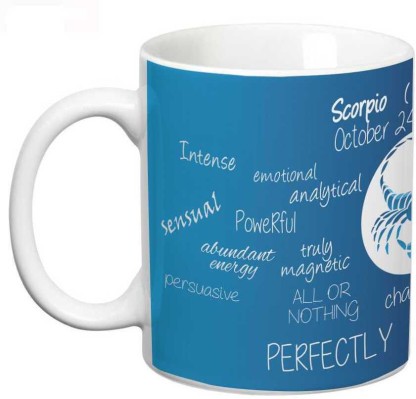 Scorpio
October 24
Intense
emotional
analytical
sensual
PoweRful
abundant
energy
truly
magnetic
persuasive
ALL OR
NOTHING
PERFECTLY